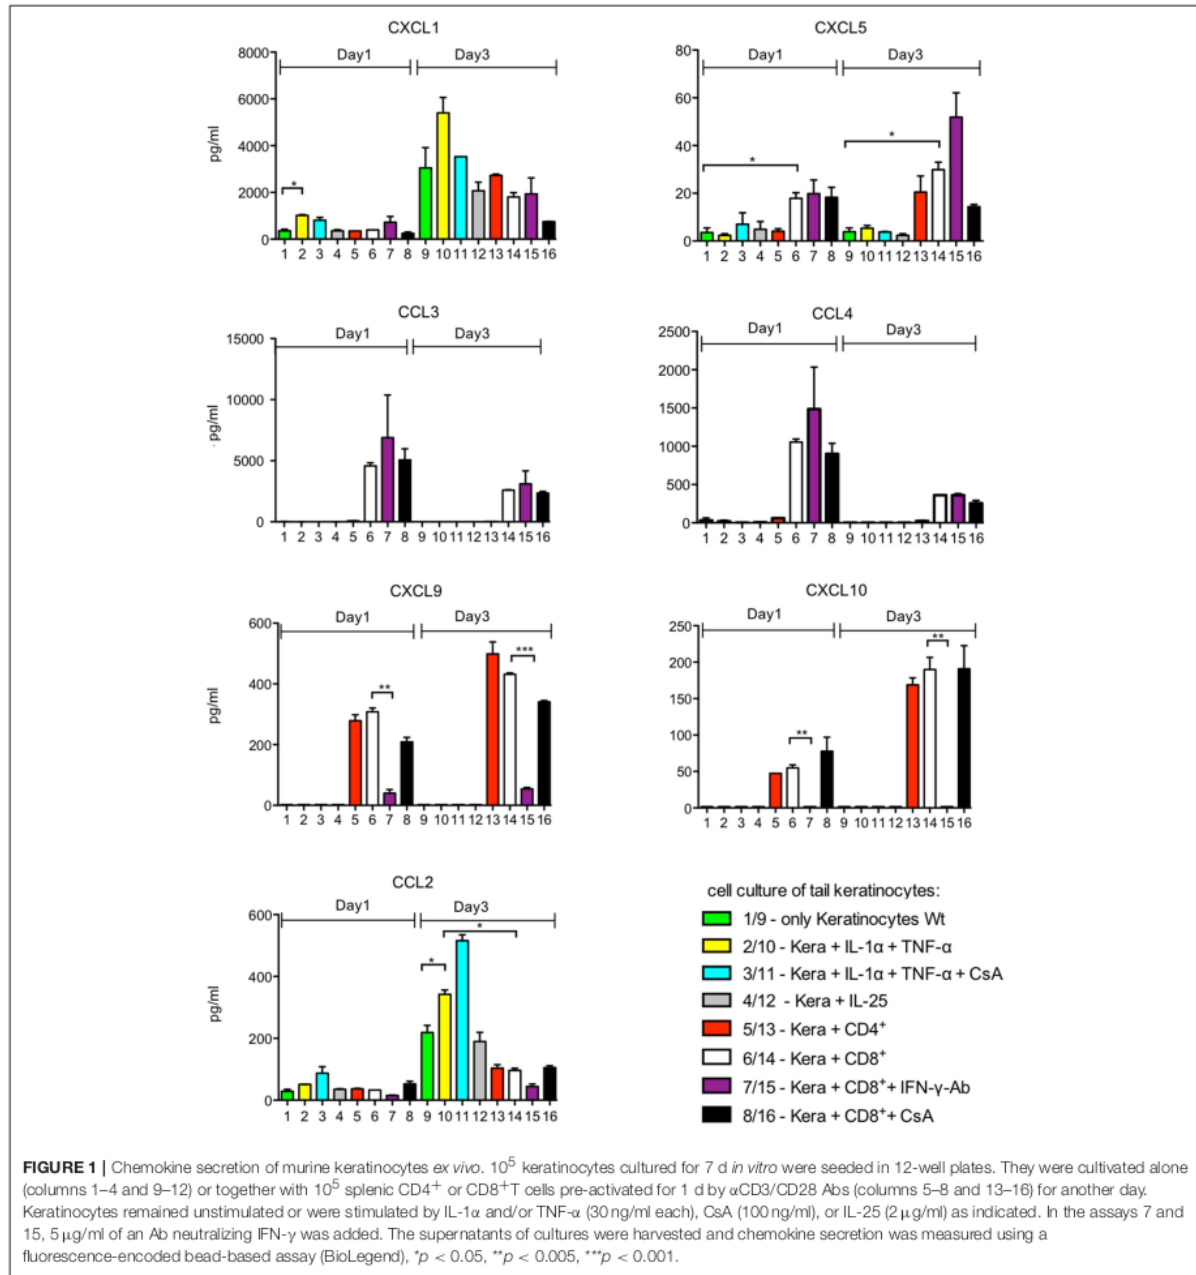 CXCL1
8000
6000
4000
2000
0
pg/ml
Day1
Day3
*
1 2 3 4 5 6 7 8 9 10 11 12 13 14 15 16
CXCL5
80
60
40
20
0
Day1
Day3
*
*
1 2 3 4 5 6 7 8 9 10 11 12 13 14 15 16
CCL3
15000
10000
5000
0
pg/ml
Day1
Day3
1 2 3 4 5 6 7 8 9 10 11 12 13 14 15 16
CCL4
2500
2000
1500
1000
500
0
Day1
Day3
1 2 3 4 5 6 7 8 9 10 11 12 13 14 15 16
CXCL9
600
400
200
0
pg/ml
Day1
Day3
**
***
1 2 3 4 5 6 7 8 9 10 11 12 13 14 15 16
CXCL10
250
200
150
100
50
0
Day1
Day3
**
**
1 2 3 4 5 6 7 8 9 10 11 12 13 14 15 16
CCL2
600
400
200
0
pg/ml
Day1
Day3
*
*
1 2 3 4 5 6 7 8 9 10 11 12 13 14 15 16
cell culture of tail keratinocytes:
1/9 - only Keratinocytes Wt
2/10 - Kera + IL-1α + TNF-α
3/11 - Kera + IL-1α + TNF-α + CsA
4/12 - Kera + IL-25
5/13 - Kera + CD4⁺
6/14 - Kera + CD8⁺
7/15 - Kera + CD8⁺ + IFN-γ-Ab
8/16 - Kera + CD8⁺ + CsA
FIGURE 1 | Chemokine secretion of murine keratinocytes ex vivo. 10⁵ keratinocytes cultured for 7 d in vitro were seeded in 12-well plates. They were cultivated alone
(columns 1–4 and 9–12) or together with 10⁵ splenic CD4⁺ or CD8⁺T cells pre-activated for 1 d by αCD3/CD28 Abs (columns 5–8 and 13–16) for another day.
Keratinocytes remained unstimulated or were stimulated by IL-1α and/or TNF-α (30 ng/ml each), CsA (100 ng/ml), or IL-25 (2 μg/ml) as indicated. In the assays 7 and
15, 5 μg/ml of an Ab neutralizing IFN-γ was added. The supernatants of cultures were harvested and chemokine secretion was measured using a
fluorescence-encoded bead-based assay (BioLegend), *p < 0.05, **p < 0.005, ***p < 0.001.